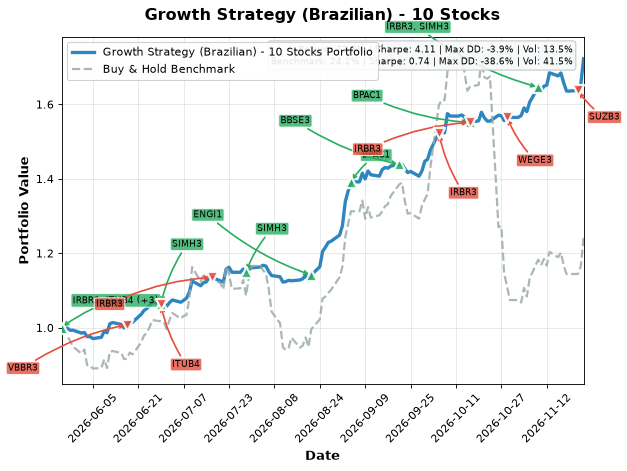 Growth Strategy (Brazilian) - 10 Stocks
IRBR3, SIMH3
Growth Strategy (Brazilian) - 10 Stocks Portfolio
Buy & Hold Benchmark
Sharpe: 4.11 | Max DD: -3.9% | Vol: 13.5%
Benchmark: 24.2% | Sharpe: 0.74 | Max DD: -38.6% | Vol: 41.5%
BPAC1
SUZB3
BBSE3
IRBR3
WEGE3
IRBR3
ENGI1
SIMH3
SIMH3
IRBR3
VBBR3
ITUB4
Portfolio Value
1.6
1.4
1.2
1.0
2026-06-05
2026-06-21
2026-07-07
2026-07-23
2026-08-08
2026-08-24
2026-09-09
2026-09-25
2026-10-11
2026-10-27
2026-11-12
Date